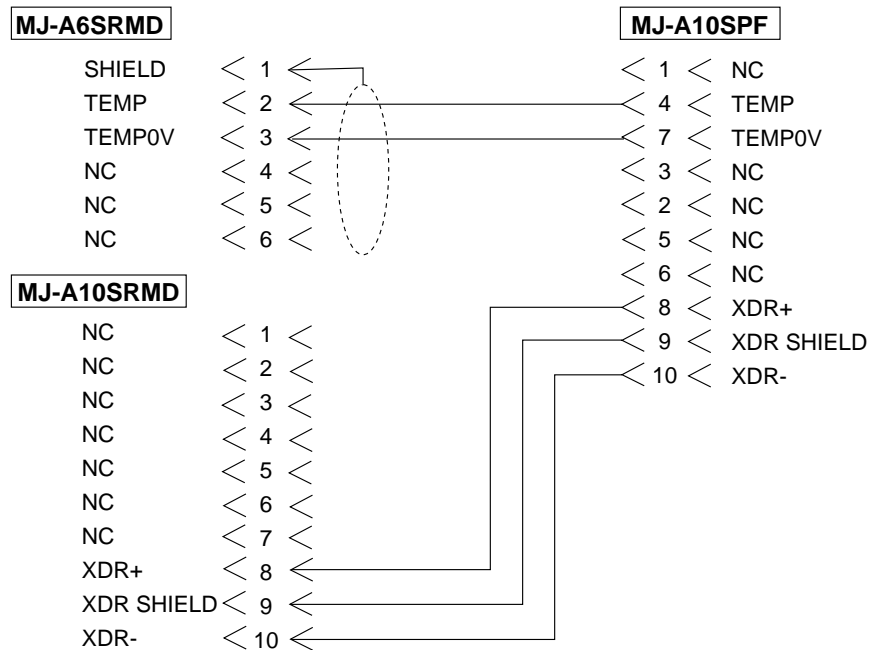 MJ-A6SRMD
SHIELD 1
TEMP 2
TEMP0V 3
NC 4
NC 5
NC 6
MJ-A10SRMD
NC 1
NC 2
NC 3
NC 4
NC 5
NC 6
NC 7
XDR+ 8
XDR SHIELD 9
XDR- 10
MJ-A10SPF
1 NC
4 TEMP
7 TEMP0V
3 NC
2 NC
5 NC
6 NC
8 XDR+
9 XDR SHIELD
10 XDR-